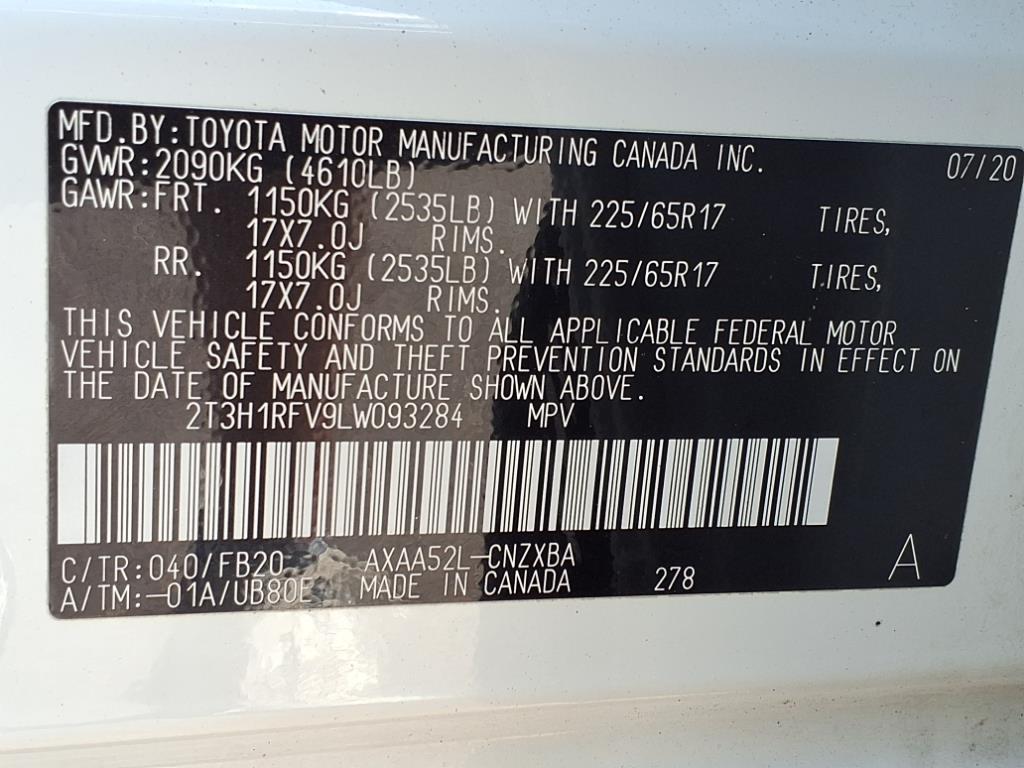 MFD.BY:TOYOTA MOTOR MANUFACTURING CANADA INC. 07/20
GVWR:2090KG (4610LB)
GAWR:FRT. 1150KG (2535LB) WITH 225/65R17 TIRES,
17X7.0J RIMS.
RR. 1150KG (2535LB) WITH 225/65R17 TIRES,
17X7.0J RIMS.
THIS VEHICLE CONFORMS TO ALL APPLICABLE FEDERAL MOTOR
VEHICLE SAFETY AND THEFT PREVENTION STANDARDS IN EFFECT ON
THE DATE OF MANUFACTURE SHOWN ABOVE.
2T3H1RFV9LW093284 MPV
C/TR:040/FB20 AXAA52L-CNZXBA
A/TM:-01A/UB80E MADE IN CANADA 278 A